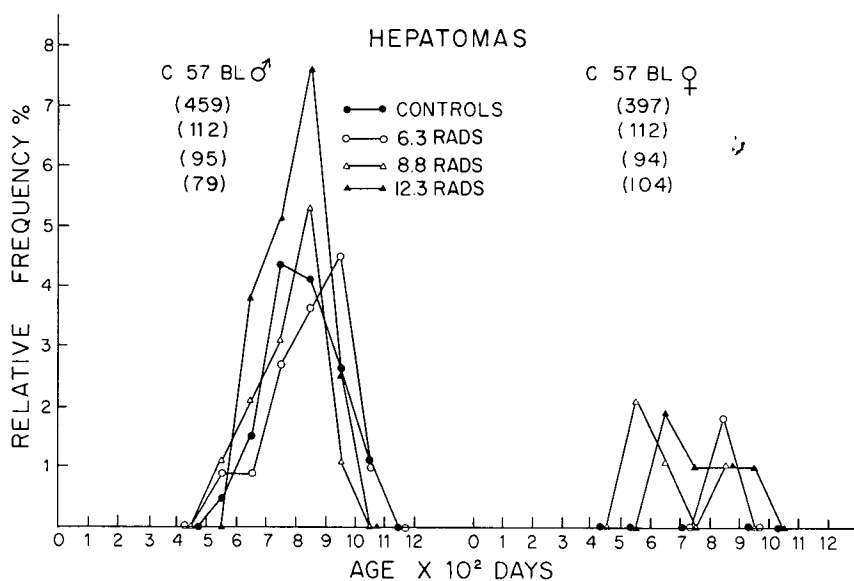 HEPATOMAS
C 57 BL ♂
(459)
(112)
(95)
(79)
CONTROLS
6.3 RADS
8.8 RADS
12.3 RADS
C 57 BL ♀
(397)
(112)
(94)
(104)
RELATIVE FREQUENCY %
8
7
6
5
4
3
2
1
0 1 2 3 4 5 6 7 8 9 10 11 12 0 1 2 3 4 5 6 7 8 9 10 11 12
AGE X 10² DAYS